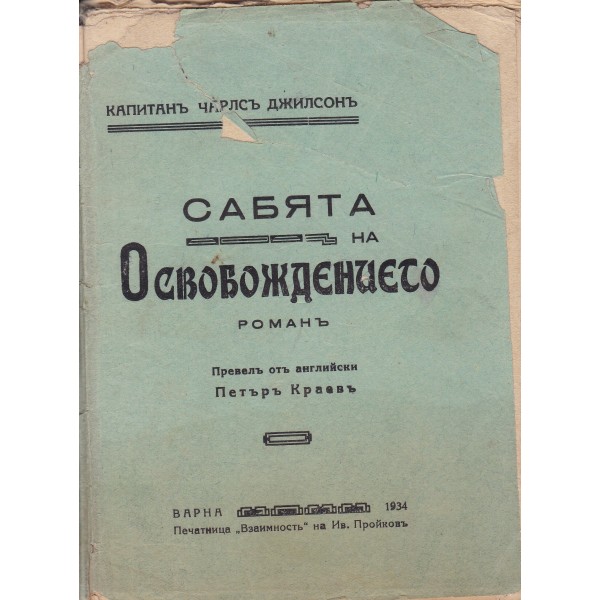 КАПИТАНЪ ЧАРЛСЪ ДЖИЛСОНЪ
САБЯТА
НА
ОСВОБОЖДЕНИЕТО
РОМАНЪ
Превелъ отъ английски
Петъръ Краевъ
ВАРНА 1934
Печатница „Взаимность" на Ив. Пройковъ